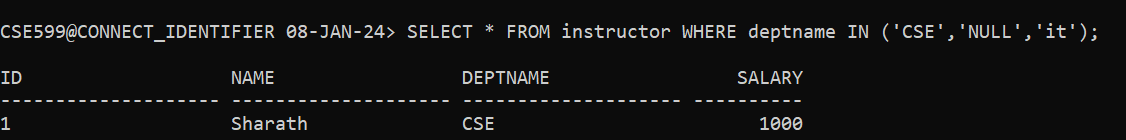 CSE599@CONNECT_IDENTIFIER 08-JAN-24> SELECT * FROM instructor WHERE deptname IN ('CSE','NULL','it');
ID                   NAME                 DEPTNAME                 SALARY
-------------------- -------------------- -------------------- ----------
1                    Sharath              CSE                        1000